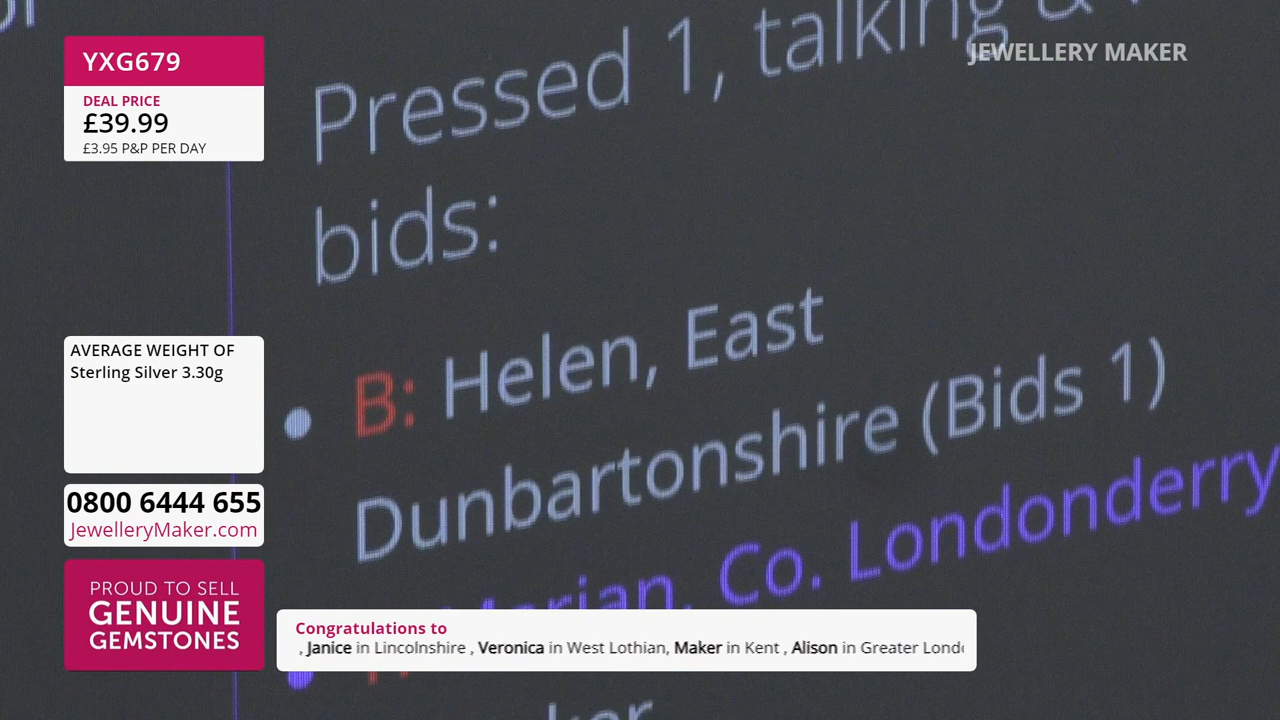 YXG679
DEAL PRICE
£39.99
£3.95 P&P PER DAY
JEWELLERY MAKER
Pressed 1, talking &
bids:
B: Helen, East
Dunbartonshire (Bids 1)
Marian, Co. Londonderry
AVERAGE WEIGHT OF
Sterling Silver 3.30g
0800 6444 655
JewelleryMaker.com
PROUD TO SELL
GENUINE
GEMSTONES
Congratulations to
, Janice in Lincolnshire , Veronica in West Lothian, Maker in Kent , Alison in Greater